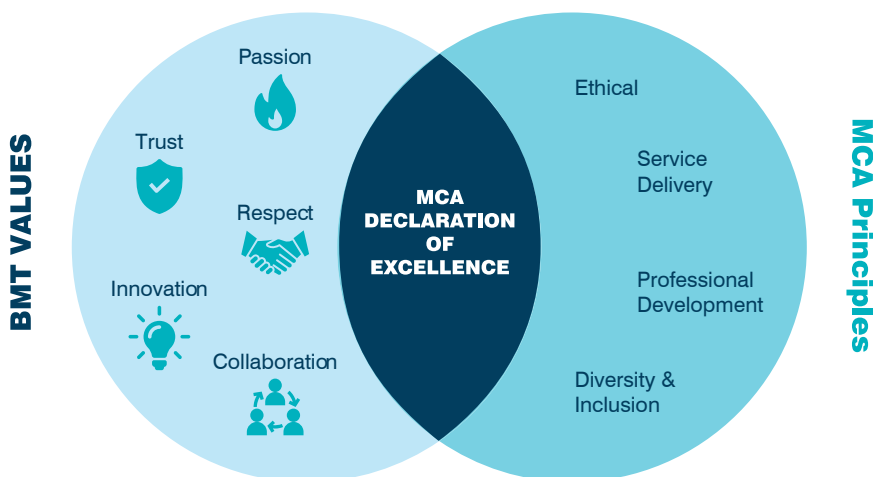 BMT VALUES
Passion
Trust
Respect
Innovation
Collaboration
MCA
DECLARATION
OF
EXCELLENCE
Ethical
Service
Delivery
Professional
Development
Diversity &
Inclusion
MCA Principles